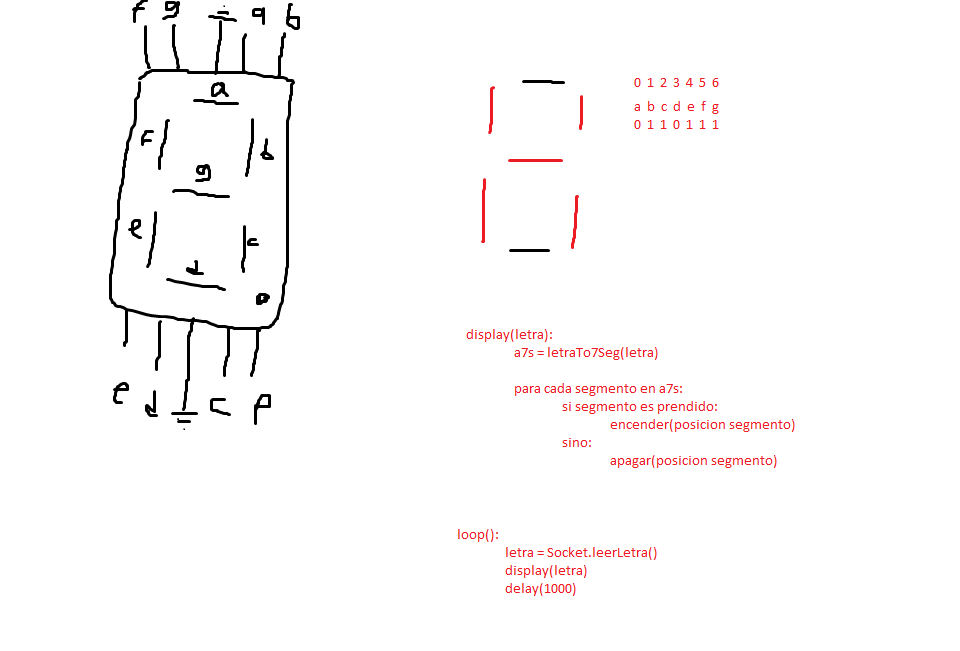 f g a b
a
f b
g
e c
d
e d c p
0 1 2 3 4 5 6
a b c d e f g
0 1 1 0 1 1 1
display(letra):
a7s = letraTo7Seg(letra)
para cada segmento en a7s:
si segmento es prendido:
encender(posicion segmento)
sino:
apagar(posicion segmento)
loop():
letra = Socket.leerLetra()
display(letra)
delay(1000)